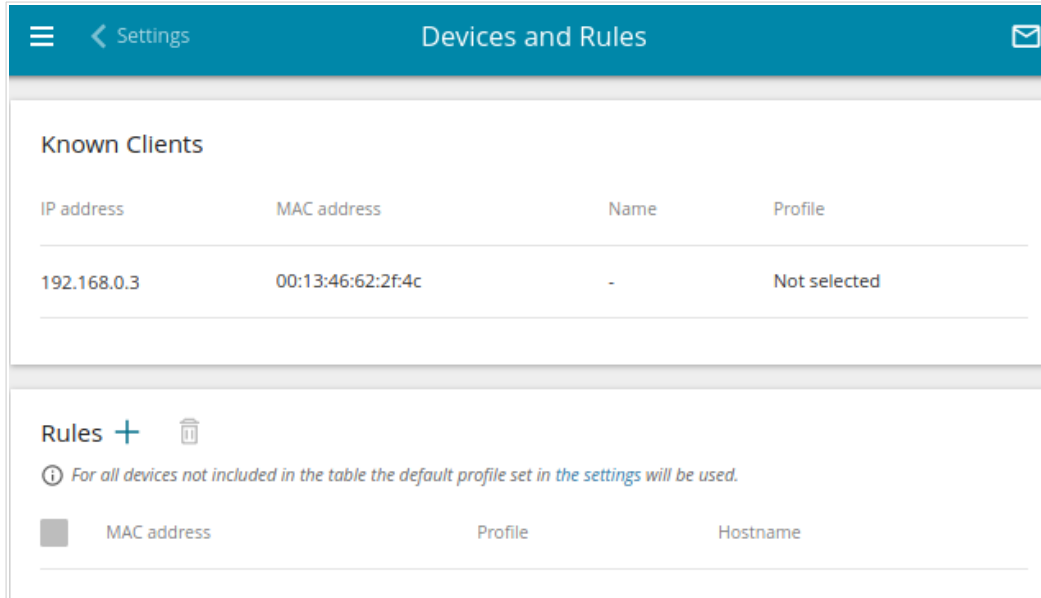 Settings Devices and Rules
Known Clients
IP address MAC address Name Profile
192.168.0.3 00:13:46:62:2f:4c - Not selected
Rules
For all devices not included in the table the default profile set in the settings will be used.
MAC address Profile Hostname